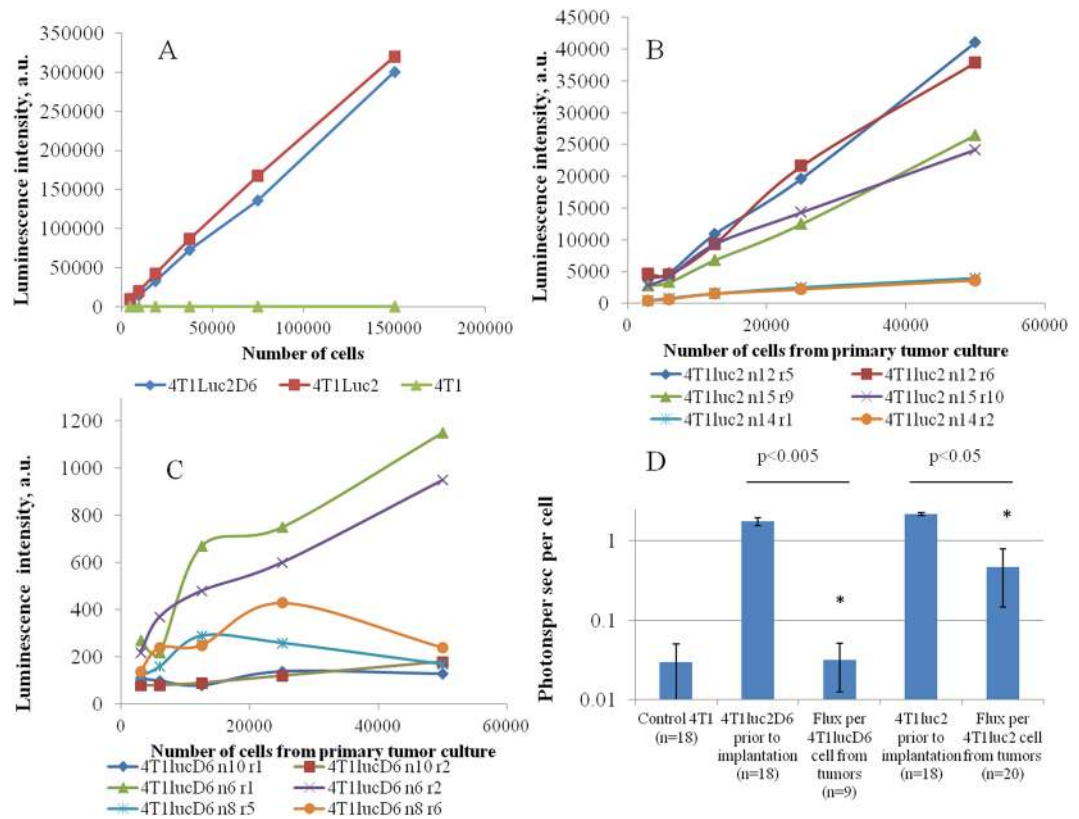 A
Luminescence intensity, a.u.
350000
300000
250000
200000
150000
100000
50000
0
0 50000 100000 150000 200000
Number of cells
4T1Luc2D6 4T1Luc2 4T1
B
Luminescence intensity, a.u.
45000
40000
35000
30000
25000
20000
15000
10000
5000
0
0 20000 40000 60000
Number of cells from primary tumor culture
4T1luc2 n12 r5 4T1luc2 n12 r6
4T1luc2 n15 r9 4T1luc2 n15 r10
4T1luc2 n14 r1 4T1luc2 n14 r2
C
Luminescence intensity, a.u.
1200
1000
800
600
400
200
0
0 20000 40000 60000
Number of cells from primary tumor culture
4T1lucD6 n10 r1 4T1lucD6 n10 r2
4T1lucD6 n6 r1 4T1lucD6 n6 r2
4T1lucD6 n8 r5 4T1lucD6 n8 r6
D
p<0.005 p<0.05
* *
Photonsper sec per cell
1
0.1
0.01
Control 4T1
(n=18)
4T1luc2D6
prior to
implantation
(n=18)
Flux per
4T1lucD6
cell from
tumors
(n=9)
4T1luc2
prior to
implantation
(n=18)
Flux per
4T1luc2 cell
from tumors
(n=20)